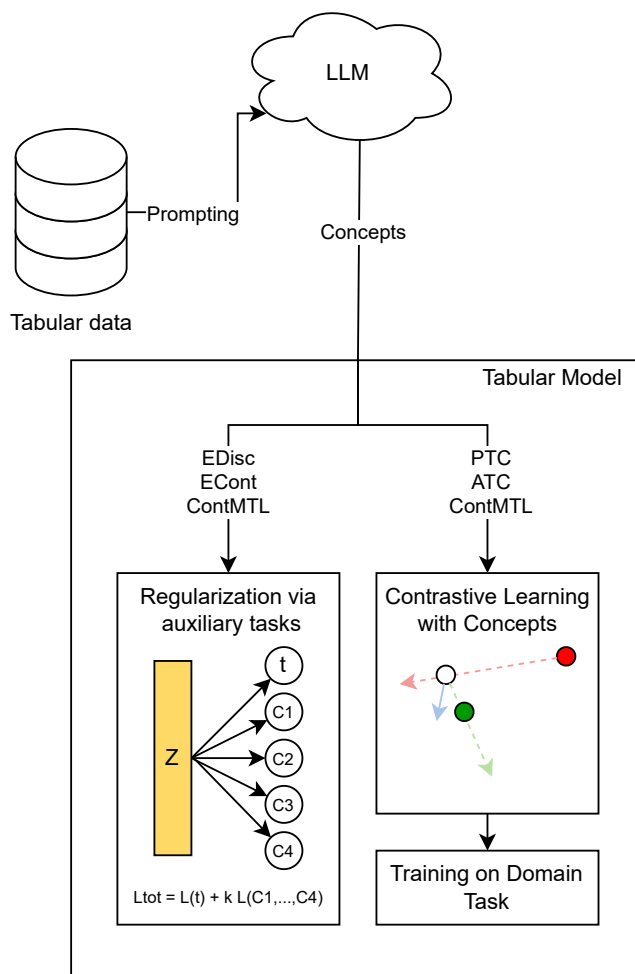 LLM
Prompting
Concepts
Tabular data
Tabular Model
EDisc
ECont
ContMTL
PTC
ATC
ContMTL
Regularization via
auxiliary tasks
t
C1
Z
C2
C3
C4
Ltot = L(t) + k L(C1,...,C4)
Contrastive Learning
with Concepts
Training on Domain
Task